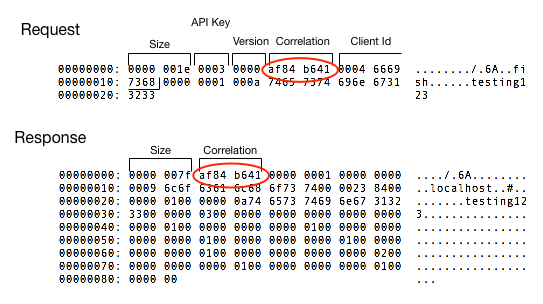 Request
API Key
Size Version Correlation Client Id
00000000: 0000 001e 0003 0000 af84 b641 0004 6669 ......../.6A..fi
00000010: 7368 0000 0001 000a 7465 7374 696e 6731 sh......testing1
00000020: 3233 23
Response
Size Correlation
00000000: 0000 007f af84 b641 0000 0001 0000 0000 ..../.6A........
00000010: 0009 6c6f 6361 6c68 6f73 7400 0023 8400 ..localhost..#..
00000020: 0000 0100 0000 0a74 6573 7469 6e67 3132 .......testing12
00000030: 3300 0000 0300 0000 0000 0000 0000 0000 3...............
00000040: 0000 0100 0000 0000 0000 0100 0000 0000 ................
00000050: 0000 0000 0100 0000 0000 0000 0100 0000 ................
00000060: 0000 0000 0100 0000 0000 0000 0000 0200 ................
00000070: 0000 0000 0000 0100 0000 0000 0000 0100 ................
00000080: 0000 00 ...